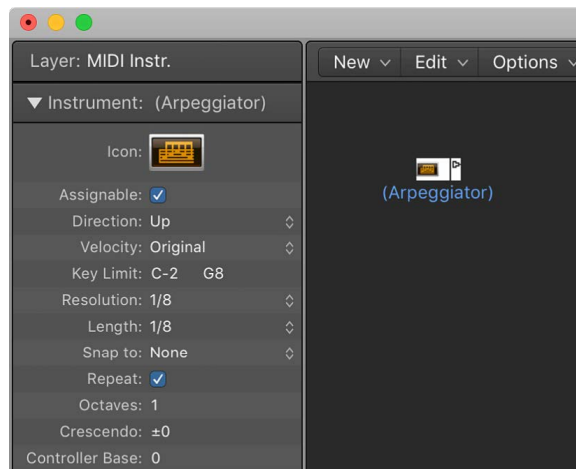 Layer: MIDI Instr.
New Edit Options
Instrument: (Arpeggiator)
Icon:
(Arpeggiator)
Assignable:
Direction: Up
Velocity: Original
Key Limit: C-2 G8
Resolution: 1/8
Length: 1/8
Snap to: None
Repeat:
Octaves: 1
Crescendo: ±0
Controller Base: 0